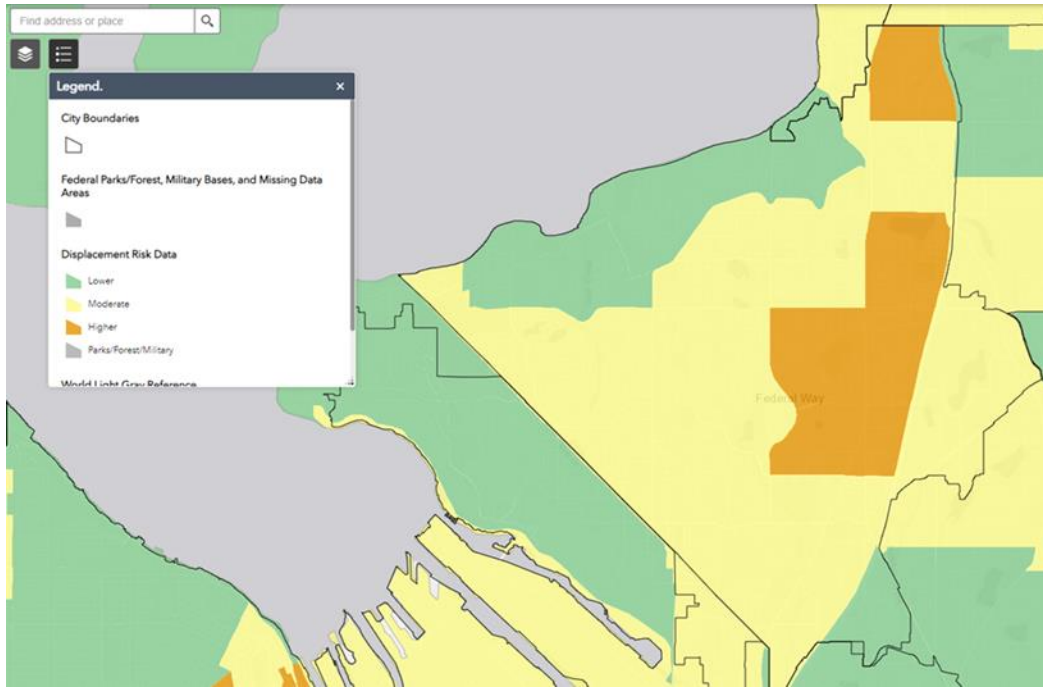 Find address or place
Legend.
City Boundaries
Federal Parks/Forest, Military Bases, and Missing Data
Areas
Displacement Risk Data
Lower
Moderate
Higher
Parks/Forest/Military
World Light Gray Reference
Federal Way